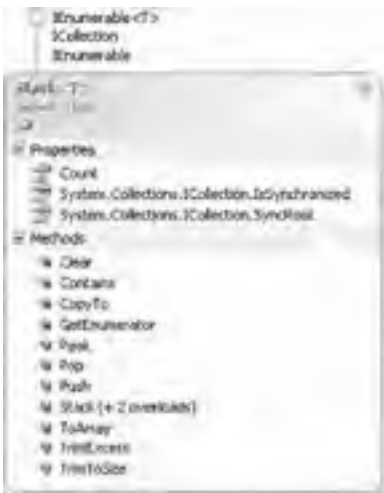 IEnumerable<T>
ICollection
IEnumerable
Stack<T>
Properties
Count
System.Collections.ICollection.IsSynchronized
System.Collections.ICollection.SyncRoot
Methods
Clear
Contains
CopyTo
GetEnumerator
Peek
Pop
Push
Stack (+ 2 overloads)
ToArray
TrimExcess
TrimToSize